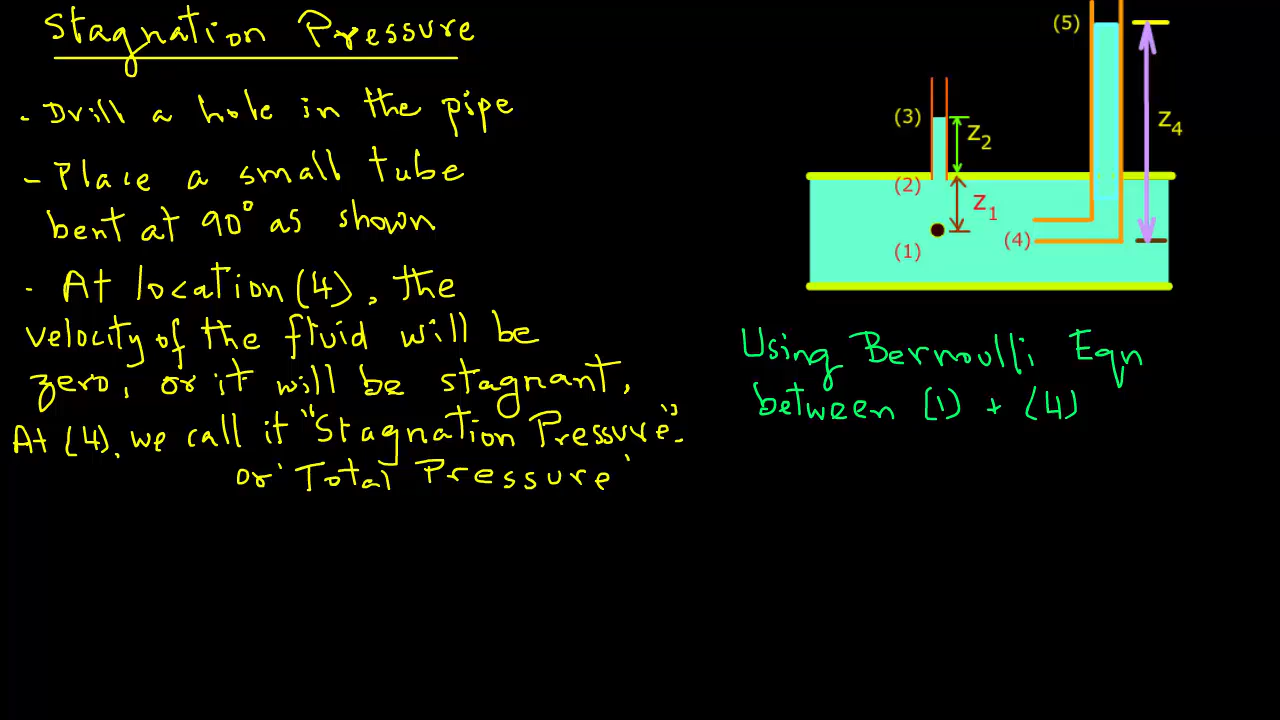 Stagnation Pressure
· Drill a hole in the pipe
- Place a small tube
bent at 90° as shown
· At location (4), the
velocity of the fluid will be
zero, or it will be stagnant.
At (4), we call it "Stagnation Pressure".
or 'Total Pressure'
(5)
(3)
Z2
Z4
(2)
Z1
(4)
(1)
Using Bernoulli Eqn
between (1) + (4)